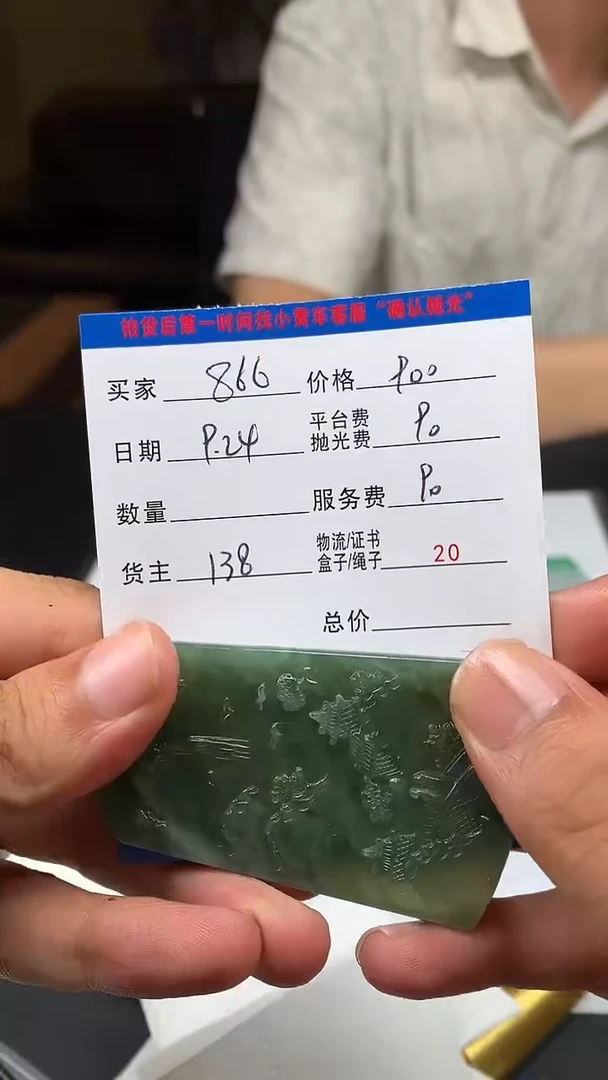 拍货后第一时间找小黄车客服“确认抛光”
买家 866 价格 900
日期 9.24 平台费 抛光费 90
数量 服务费 90
货主 138 物流/证书 盒子/绳子 20
总价